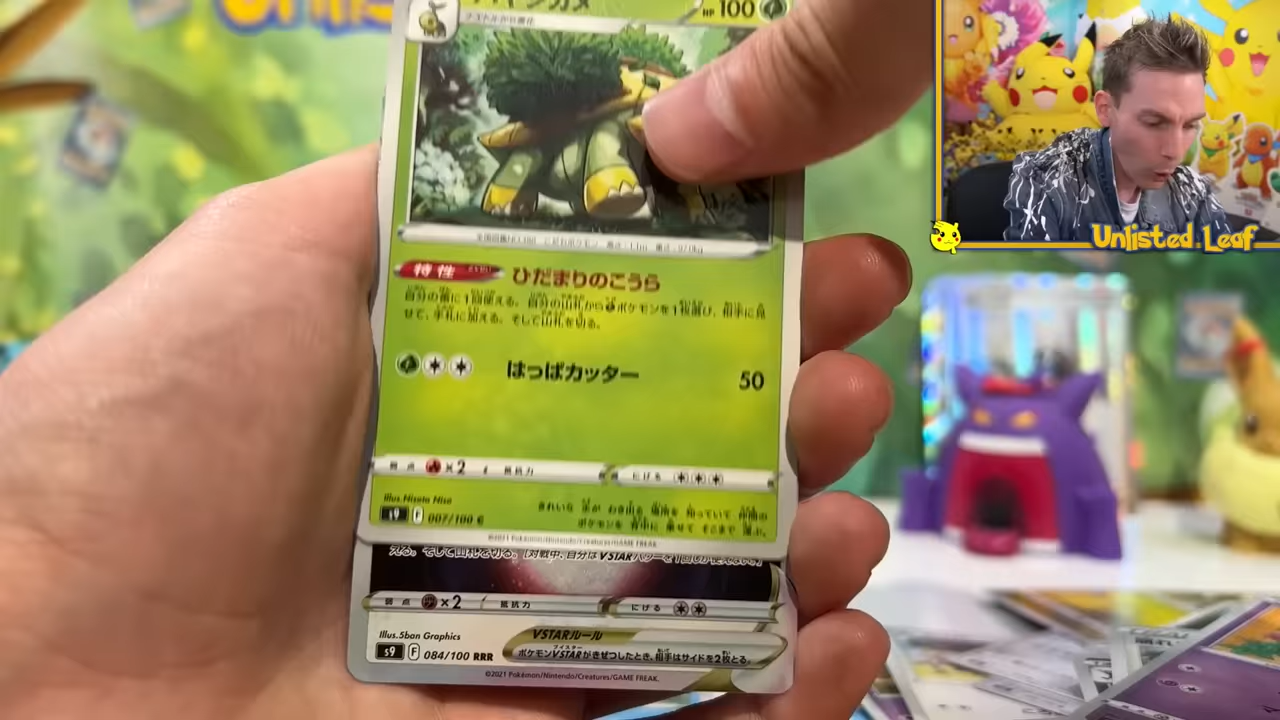 HP 100
特性 ひだまりのこうら
自分の番に1回使える。自分の山札からポケモンを1枚選び、相手に見
せて、手札に加える。そして山札を切る。
はっぱカッター 50
弱点 ×2 抵抗力 にげる
Illus.Nisota Niso
s9 F 007/100 C
©2021 Pokémon/Nintendo/Creatures/GAME FREAK
える。そして山札を切る。[対戦中、自分はVSTARパワーを1回しか使えない。]
弱点 ×2 抵抗力 にげる
Illus.5ban Graphics
VSTARルール
s9 F 084/100 RRR
ポケモンVSTARがきぜつしたとき、相手はサイドを2枚とる。
©2021 Pokémon/Nintendo/Creatures/GAME FREAK.
Unlisted Leaf